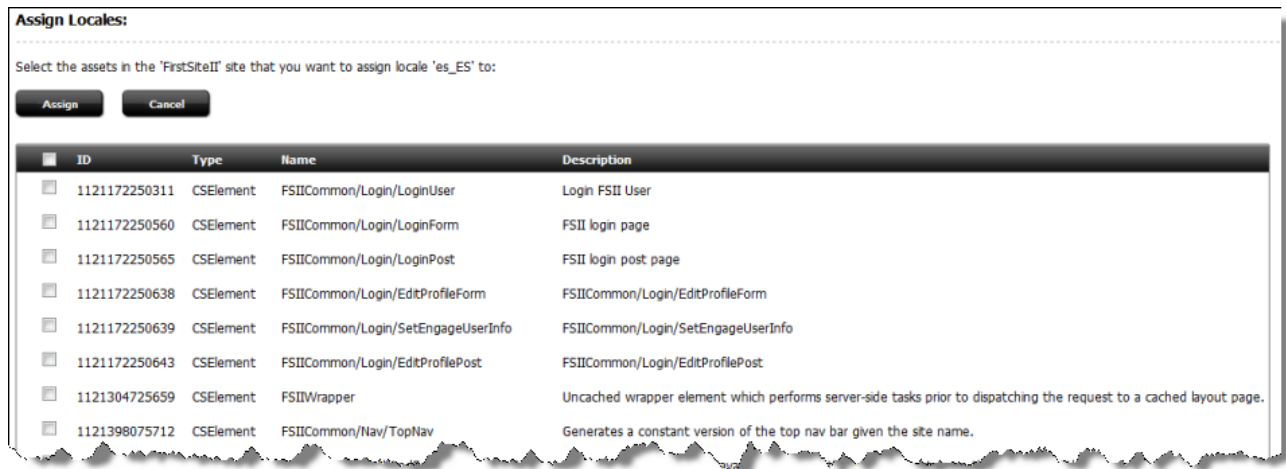 Assign Locales:
Select the assets in the 'FirstSiteII' site that you want to assign locale 'es_ES' to:
Assign Cancel
ID Type Name Description
1121172250311 CSElement FSIICommon/Login/LoginUser Login FSII User
1121172250560 CSElement FSIICommon/Login/LoginForm FSII login page
1121172250565 CSElement FSIICommon/Login/LoginPost FSII login post page
1121172250638 CSElement FSIICommon/Login/EditProfileForm FSIICommon/Login/EditProfileForm
1121172250639 CSElement FSIICommon/Login/SetEngageUserInfo FSIICommon/Login/SetEngageUserInfo
1121172250643 CSElement FSIICommon/Login/EditProfilePost FSIICommon/Login/EditProfilePost
1121304725659 CSElement FSIIWrapper Uncached wrapper element which performs server-side tasks prior to dispatching the request to a cached layout page.
1121398075712 CSElement FSIICommon/Nav/TopNav Generates a constant version of the top nav bar given the site name.